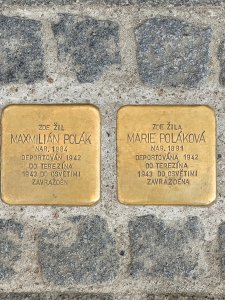 ZDE ŽIL
MAXMILIÁN POLÁK
NAR. 1884
DEPORTOVÁN 1942
DO TEREZÍNA
1943 DO OSVĚTIMI
ZAVRAŽDĚN
ZDE ŽILA
MARIE POLÁKOVÁ
NAR. 1891
DEPORTOVÁNA 1942
DO TEREZÍNA
1943 DO OSVĚTIMI
ZAVRAŽDĚNA